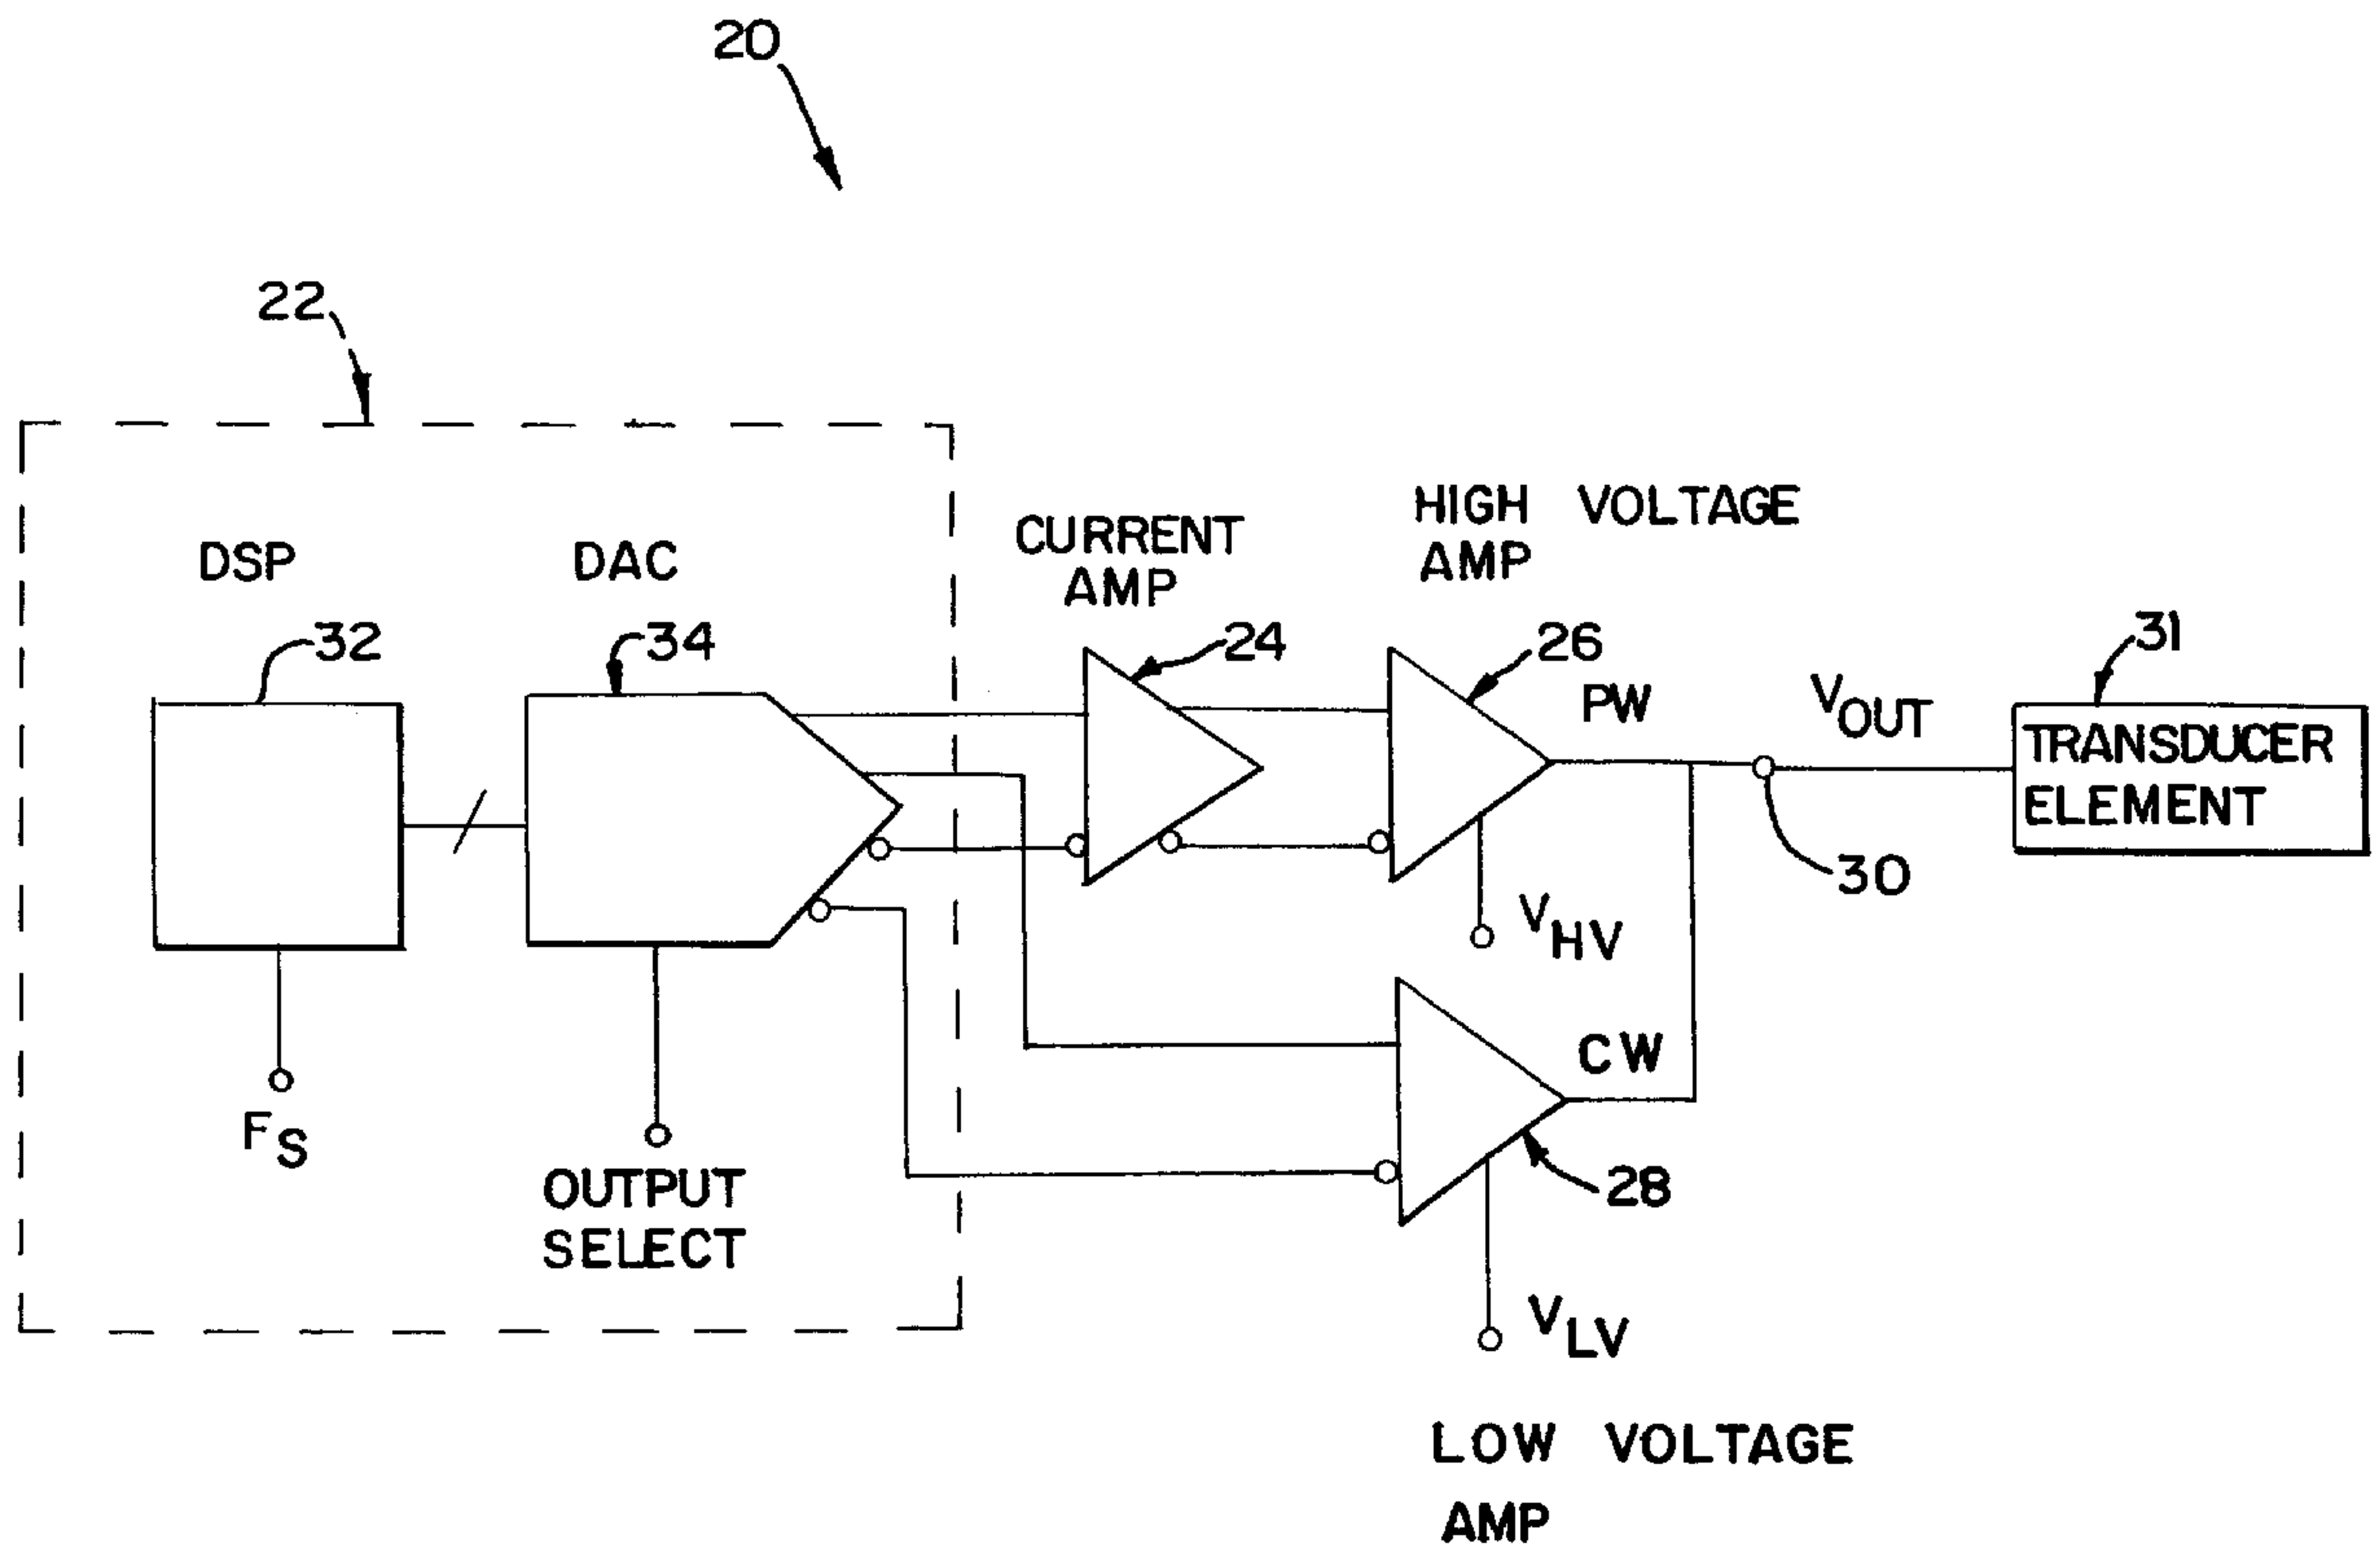 20
22
DSP
DAC
CURRENT
AMP
HIGH VOLTAGE
AMP
32
34
24
26
31
PW
VOUT
TRANSDUCER
ELEMENT
30
VHV
CW
FS
OUTPUT
SELECT
28
VLV
LOW VOLTAGE
AMP